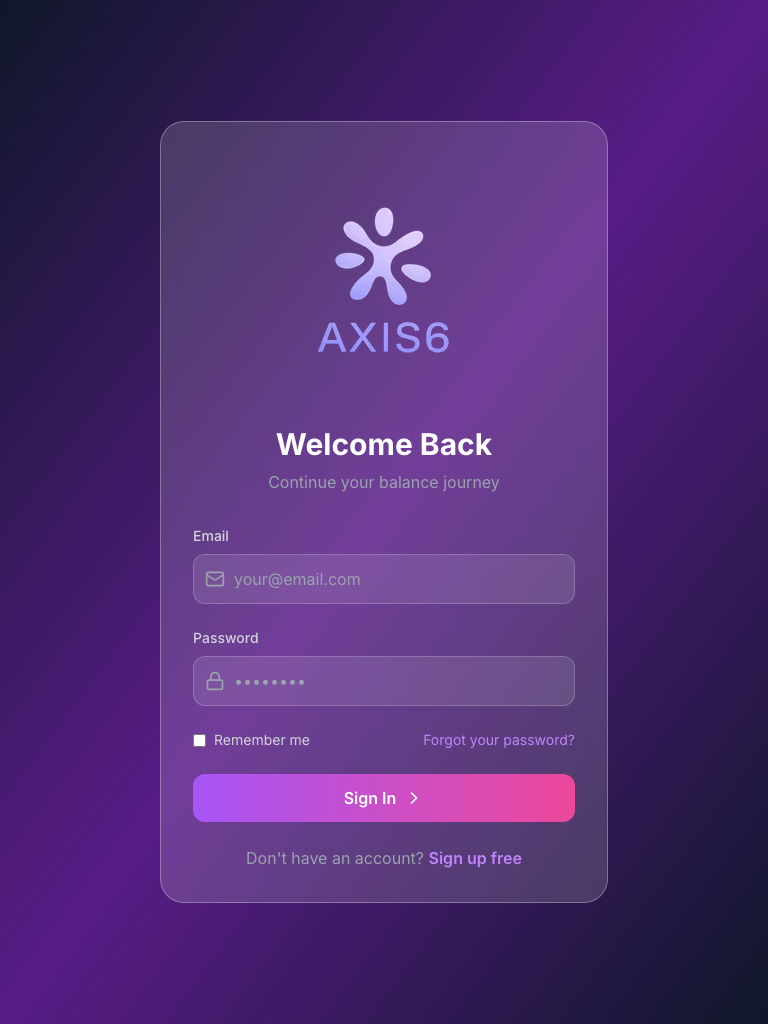 AXIS6
Welcome Back
Continue your balance journey
Email
your@email.com
Password
••••••••
Remember me
Forgot your password?
Sign In
Don't have an account? Sign up free